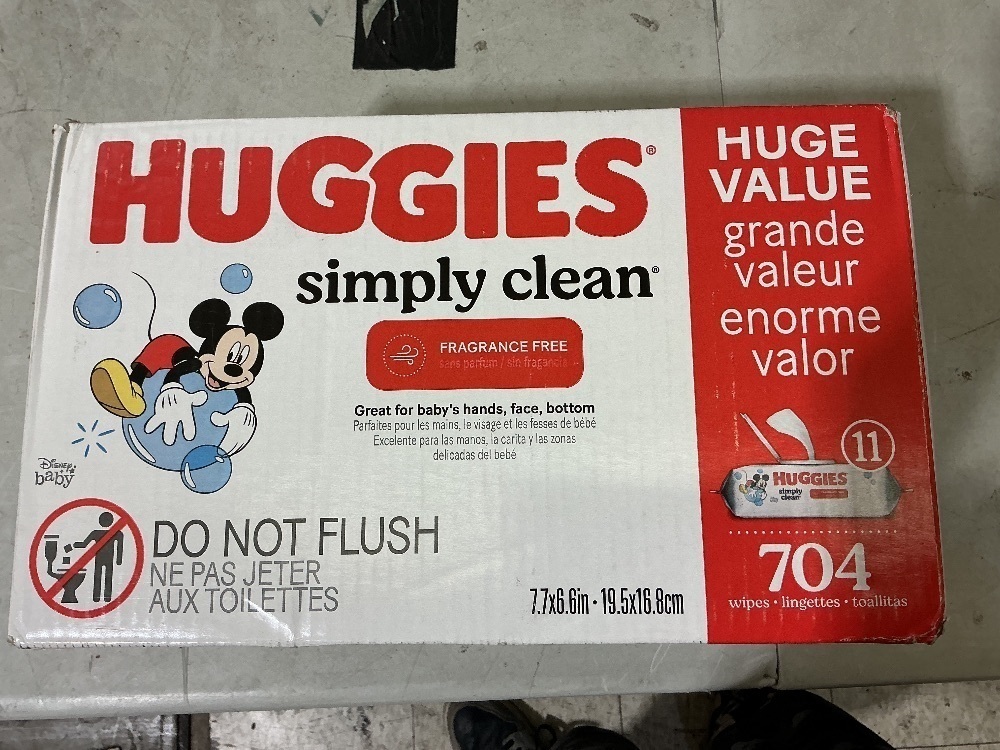 HUGGIES®
simply clean®
FRAGRANCE FREE
sans parfum / sin fragancia
Great for baby's hands, face, bottom
Parfaites pour les mains, le visage et les fesses de bébé
Excelente para las manos, la carita y las zonas
delicadas del bebé
Disney
baby
DO NOT FLUSH
NE PAS JETER
AUX TOILETTES
7.7x6.6in • 19.5x16.8cm
HUGE
VALUE
grande
valeur
enorme
valor
11
HUGGIES
simply
clean
704
wipes • lingettes • toallitas